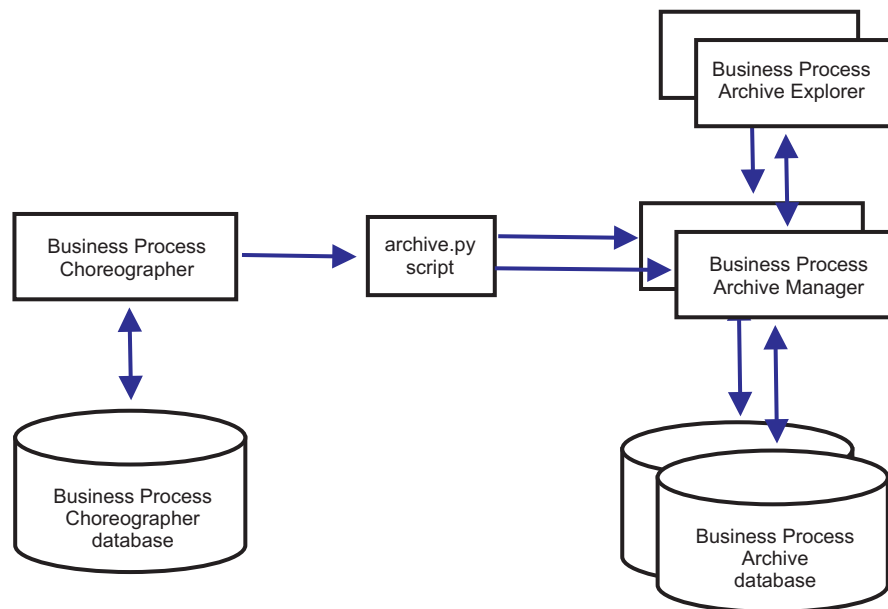 Business Process
Archive Explorer
Business Process
Choreographer
archive.py
script
Business Process
Archive Manager
Business Process
Choreographer
database
Business Process
Archive
database